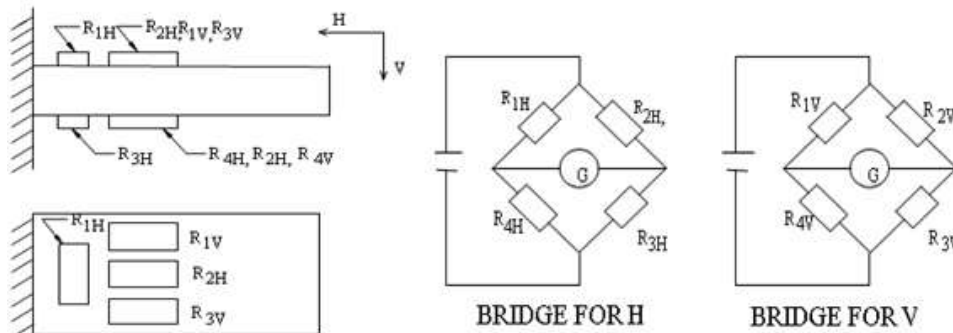 R1H R2H,R1V, R3V
H
V
R3H R4H, R2H, R4V
R1H
R1V
R2H
R3V
R1H R2H,
G
R4H R3H
BRIDGE FOR H
R1V R2V
G
R4V R3V
BRIDGE FOR V